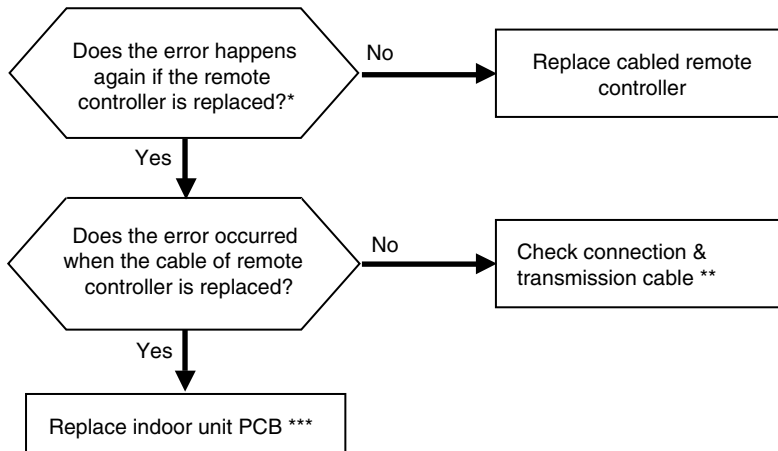 Does the error happens
again if the remote
controller is replaced?*
No
Replace cabled remote
controller
Yes
Does the error occurred
when the cable of remote
controller is replaced?
No
Check connection &
transmission cable **
Yes
Replace indoor unit PCB ***